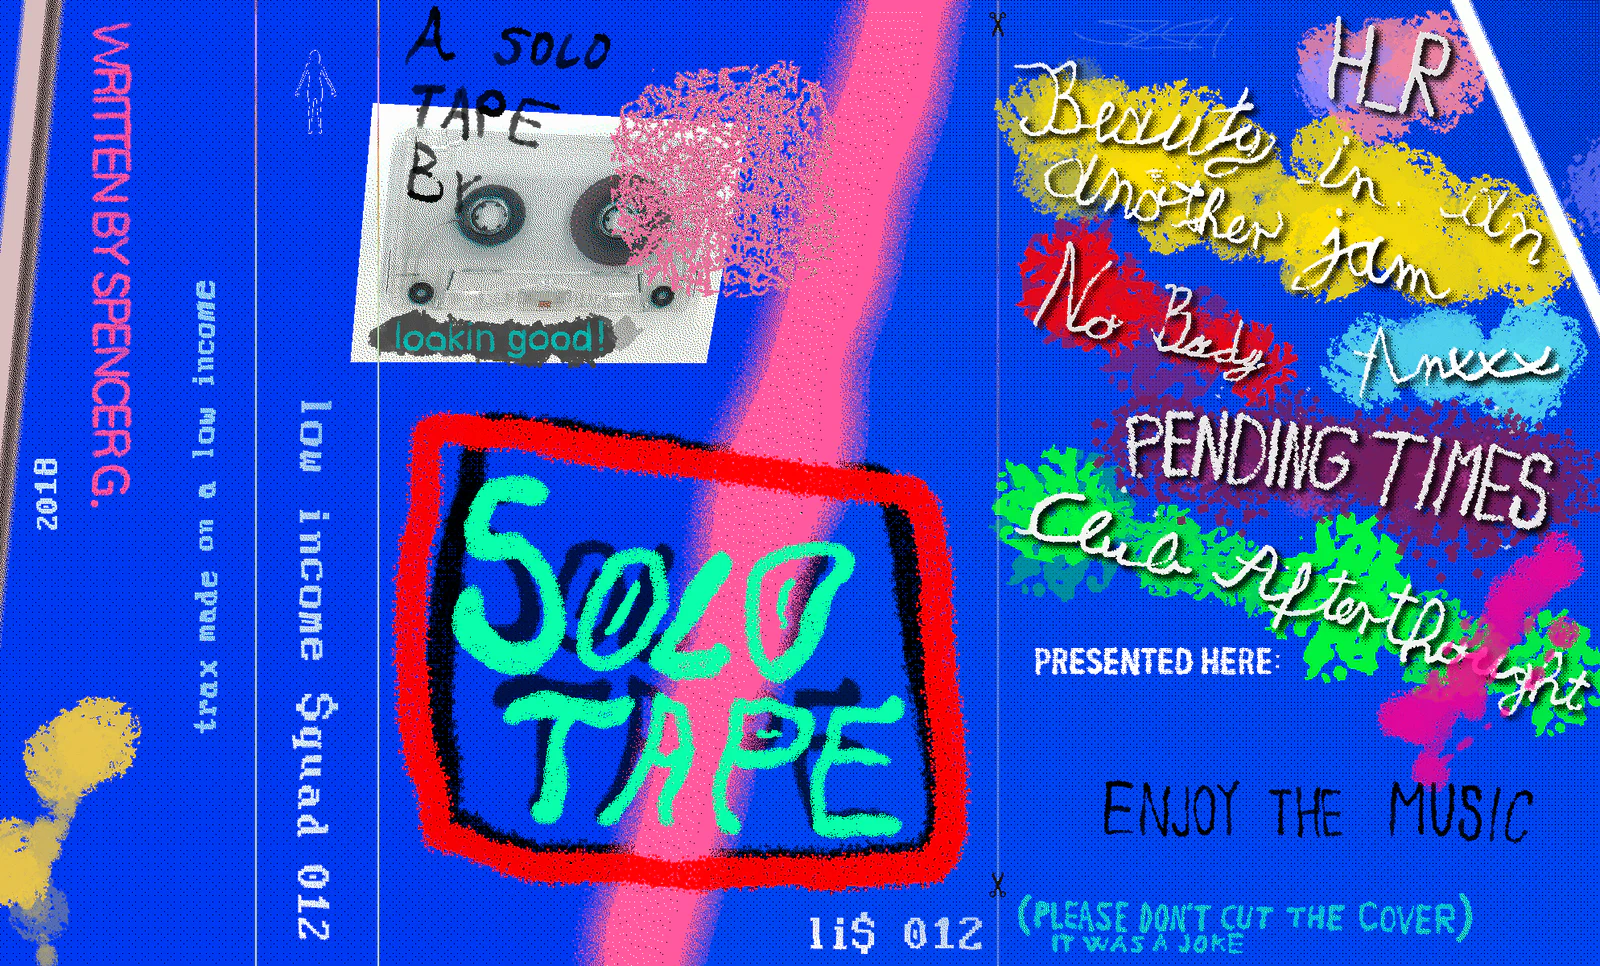 WRITTEN BY SPENCER G.
2018
trax made on a low income
low income $quad 012
A SOLO
TAPE
By
lookin good!
SOLO
TAPE
li$ 012
HLR
Beauty in an
another jam
No Body
Anxxx
PENDING TIMES
Club Afterthought
PRESENTED HERE:
ENJOY THE MUSIC
(PLEASE DON'T CUT THE COVER)
IT WAS A JOKE